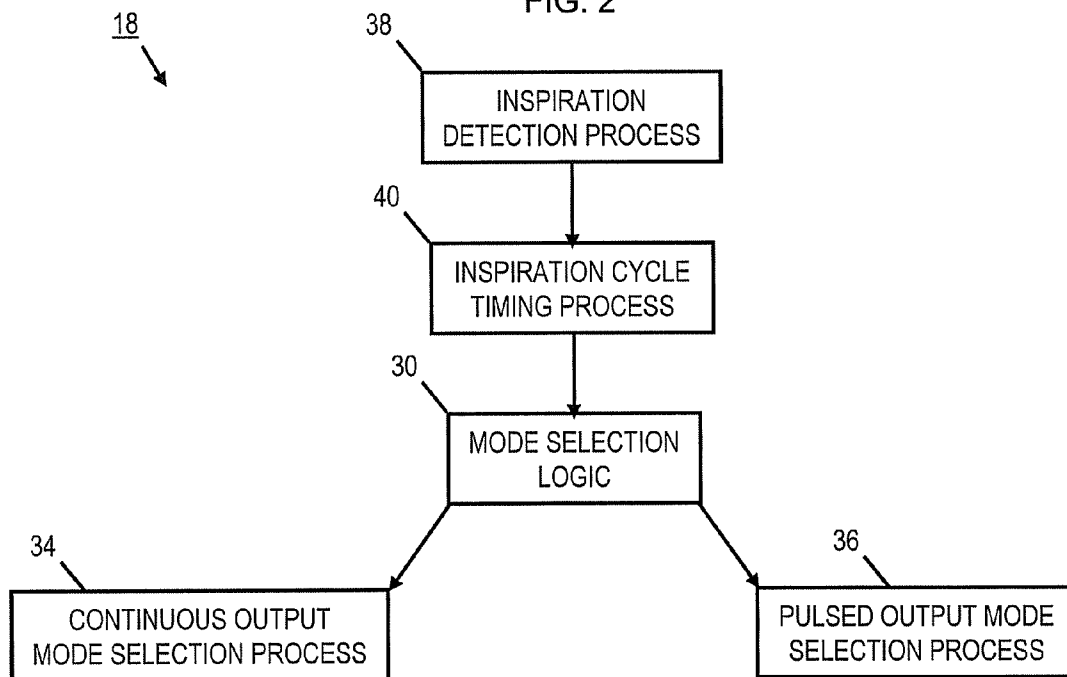 FIG. 2
18
38
INSPIRATION
DETECTION PROCESS
40
INSPIRATION CYCLE
TIMING PROCESS
30
MODE SELECTION
LOGIC
34
CONTINUOUS OUTPUT
MODE SELECTION PROCESS
36
PULSED OUTPUT MODE
SELECTION PROCESS